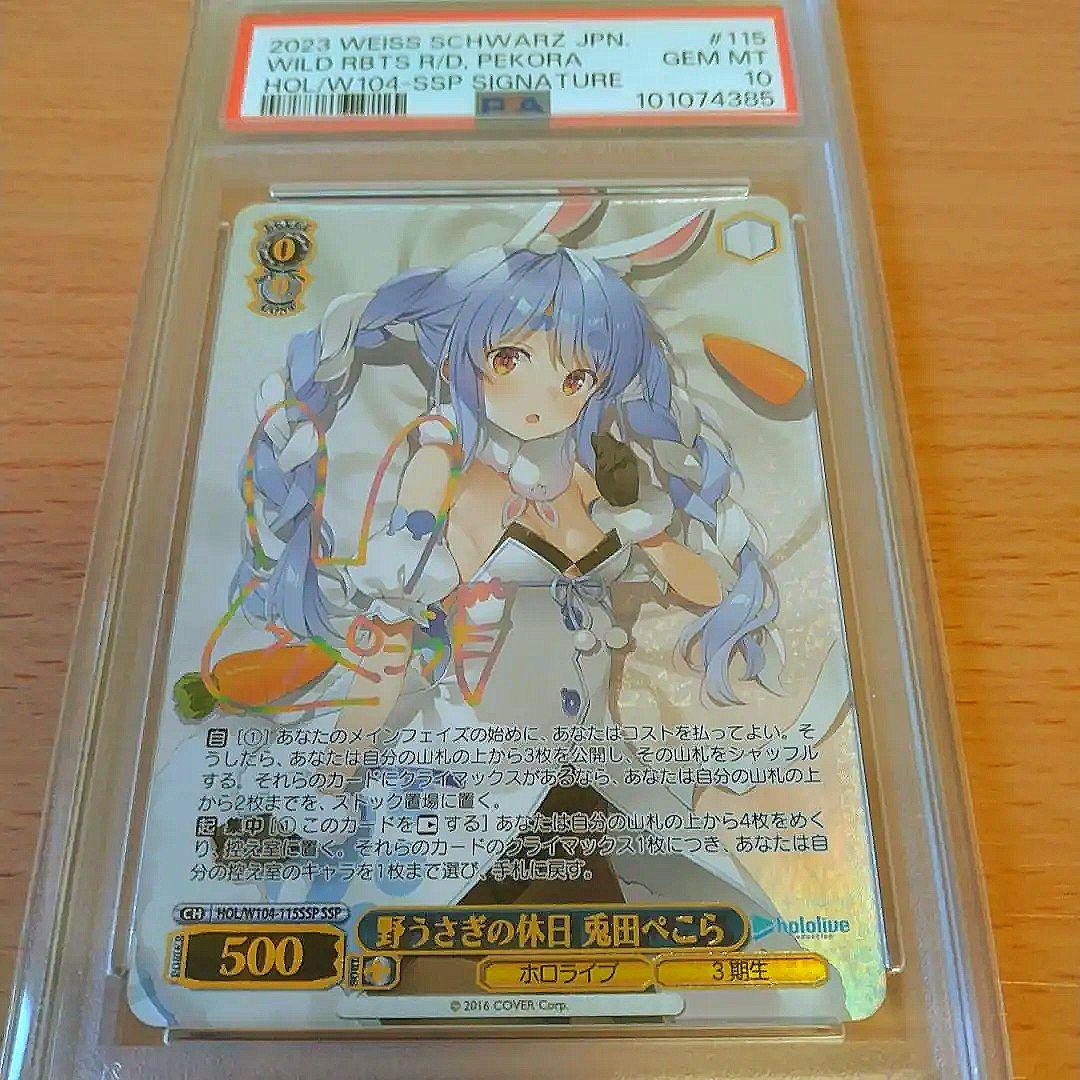 2023 WEISS SCHWARZ JPN. #115
WILD RBTS R/D, PEKORA GEM MT
HOL/W104-SSP SIGNATURE 10
PSA 101074385
0
0
自 [①] あなたのメインフェイズの始めに、あなたはコストを払ってよい。そ
うしたら、あなたは自分の山札の上から3枚を公開し、その山札をシャッフル
する。それらのカードにクライマックスがあるなら、あなたは自分の山札の上
から2枚までを、ストック置場に置く。
起 集中 [① このカードを する] あなたは自分の山札の上から4枚をめく
り、控え室に置く。それらのカードのクライマックス1枚につき、あなたは自
分の控え室のキャラを1枚まで選び、手札に戻す。
CH HOL/W104-115SSP SSP
野うさぎの休日 兎田ぺこら
hololive
POWER 500 SOUL
ホロライブ 3期生
© 2016 COVER Corp.